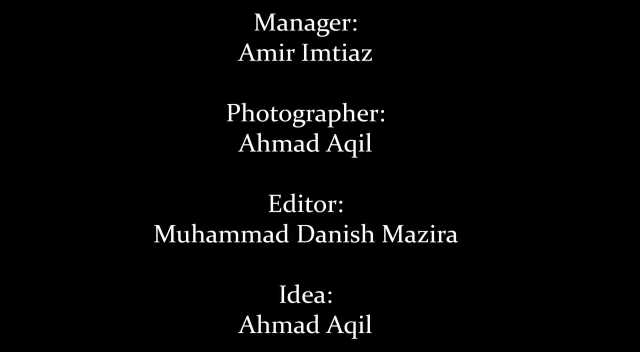 Manager:
Amir Imtiaz
Photographer:
Ahmad Aqil
Editor:
Muhammad Danish Mazira
Idea:
Ahmad Aqil